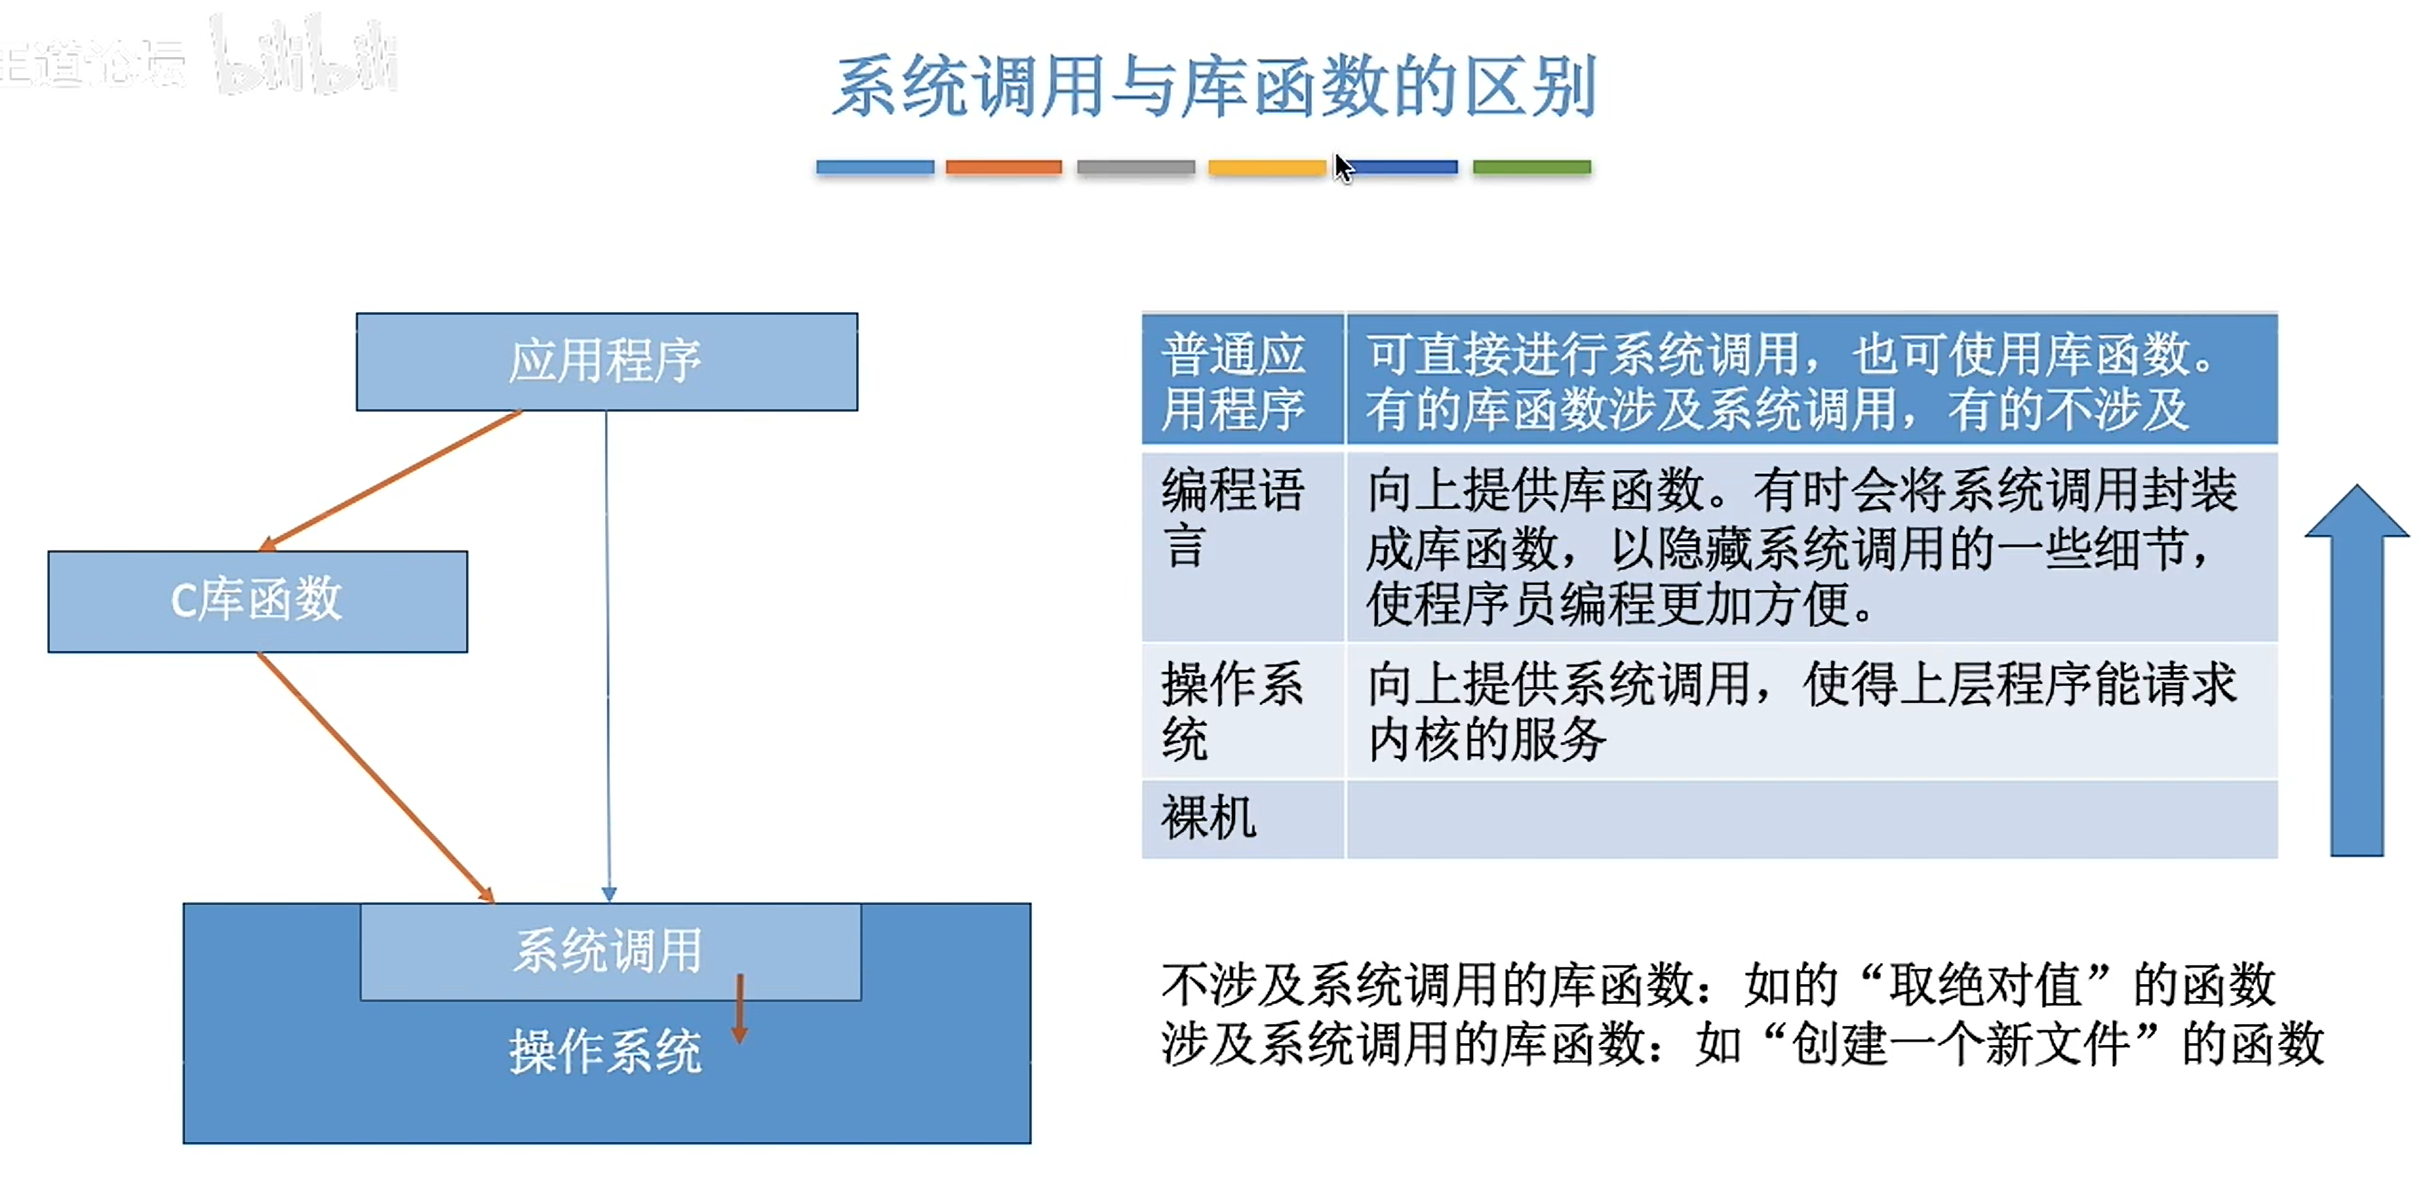 王道论坛 bilibili
系统调用与库函数的区别
应用程序
C库函数
系统调用
操作系统
普通应
用程序
可直接进行系统调用，也可使用库函数。
有的库函数涉及系统调用，有的不涉及
编程语
言
向上提供库函数。有时会将系统调用封装
成库函数，以隐藏系统调用的一些细节，
使程序员编程更加方便。
操作系
统
向上提供系统调用，使得上层程序能请求
内核的服务
裸机
不涉及系统调用的库函数：如的“取绝对值”的函数
涉及系统调用的库函数：如“创建一个新文件”的函数